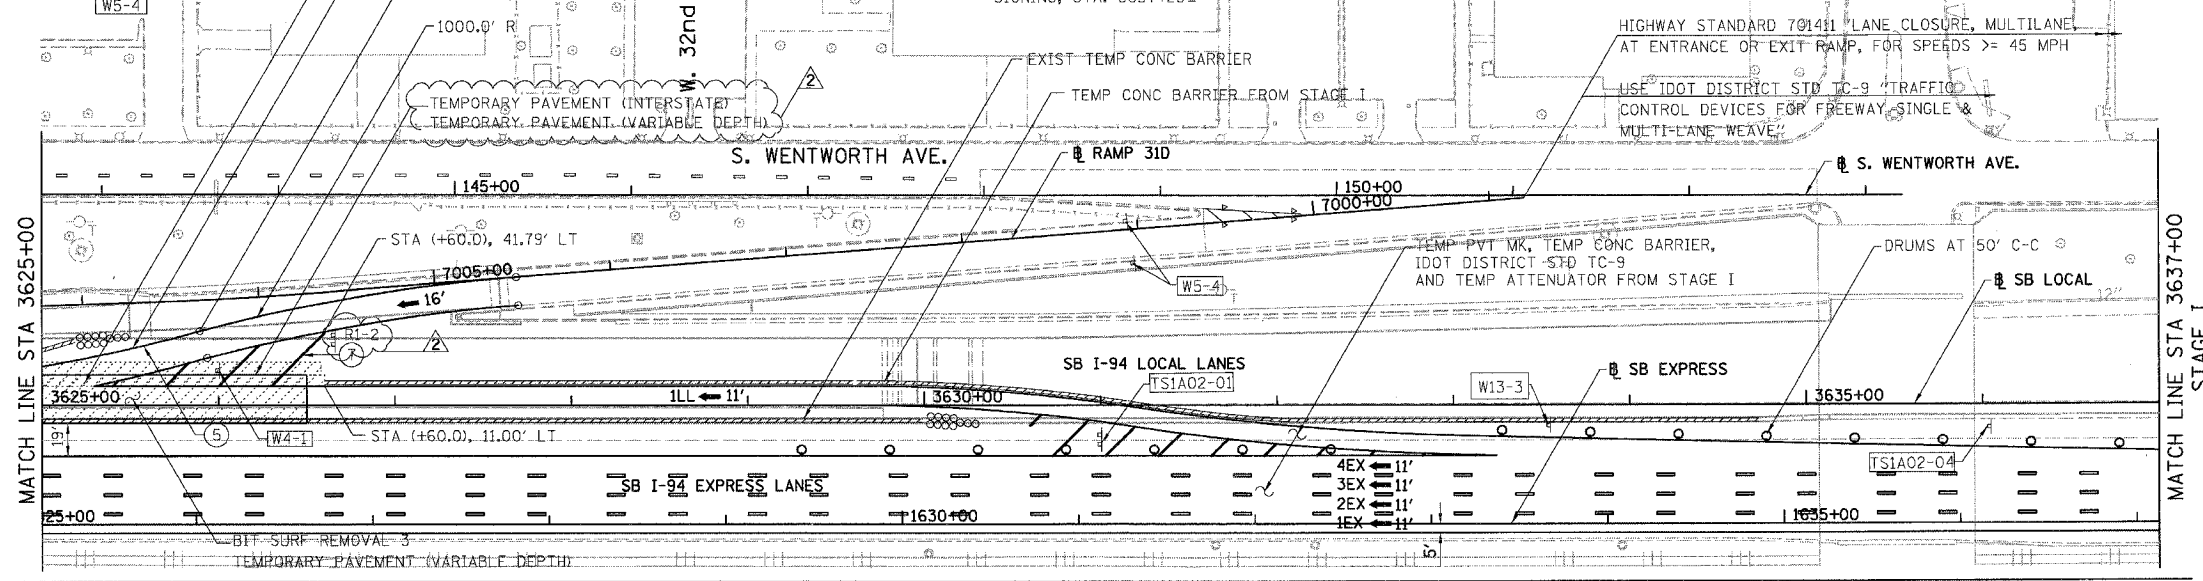 W5-4
1000.0' R
W. 32nd
EXIST TEMP CONC BARRIER
TEMP CONC BARRIER FROM STAGE I
HIGHWAY STANDARD 701411 LANE CLOSURE, MULTILANE,
AT ENTRANCE OR EXIT RAMP, FOR SPEEDS >= 45 MPH
USE IDOT DISTRICT STD TC-9 "TRAFFIC
CONTROL DEVICES FOR FREEWAY SINGLE &
MULTI-LANE WEAVE"
TEMPORARY PAVEMENT (INTERSTATE)
TEMPORARY PAVEMENT (VARIABLE DEPTH)
2
S. WENTWORTH AVE.
℄ RAMP 31D
℄ S. WENTWORTH AVE.
145+00
150+00
7000+00
STA (+60.0), 41.79' LT
7005+00
16'
W5-4
TEMP PVT MK, TEMP CONC BARRIER,
IDOT DISTRICT STD TC-9
AND TEMP ATTENUATOR FROM STAGE I
DRUMS AT 50' C-C
℄ SB LOCAL
12"
R1-2
7
2
SB I-94 LOCAL LANES
TS1A02-01
W13-3
℄ SB EXPRESS
3625+00
1LL 11'
3630+00
3635+00
19'
5
W4-1
STA (+60.0), 11.00' LT
TS1A02-04
SB I-94 EXPRESS LANES
4EX 11'
3EX 11'
2EX 11'
1EX 11'
25+00
1630+00
1635+00
5'
BIT SURF REMOVAL 3
TEMPORARY PAVEMENT (VARIABLE DEPTH)
MATCH LINE STA 3625+00
MATCH LINE STA 3637+00
STAGE I